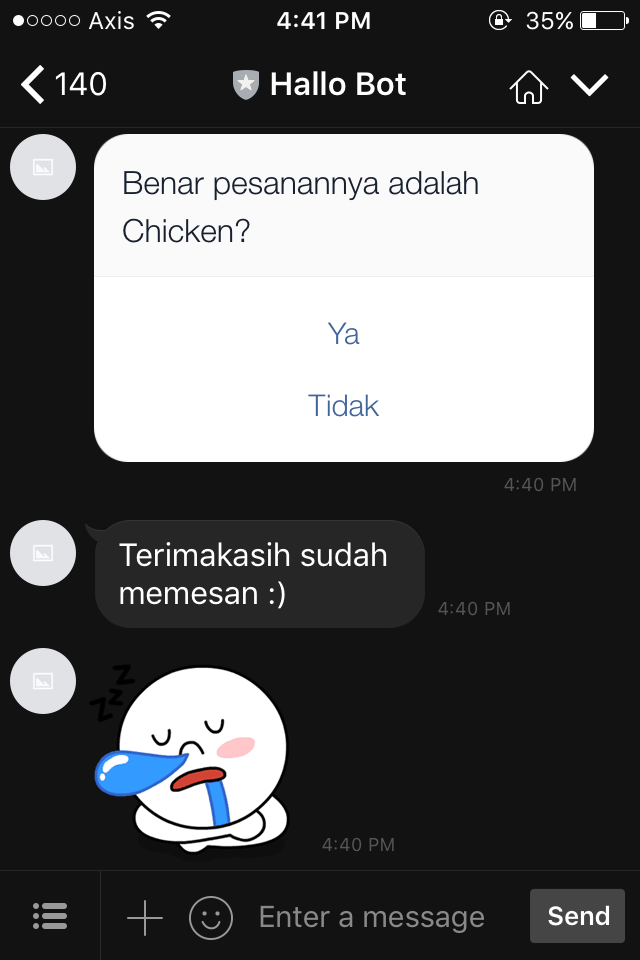 Axis 4:41 PM 35%
140 Hallo Bot
Benar pesanannya adalah
Chicken?
Ya
Tidak
4:40 PM
Terimakasih sudah
memesan :)
4:40 PM
zzz
4:40 PM
Enter a message Send